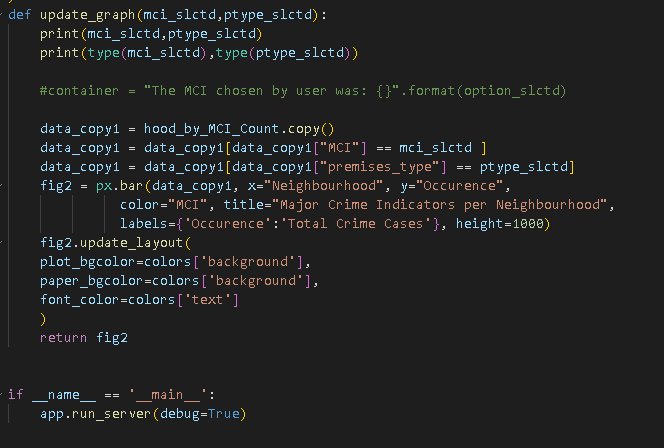 def update_graph(mci_slctd,ptype_slctd):
    print(mci_slctd,ptype_slctd)
    print(type(mci_slctd),type(ptype_slctd))

    #container = "The MCI chosen by user was: {}".format(option_slctd)

    data_copy1 = hood_by_MCI_Count.copy()
    data_copy1 = data_copy1[data_copy1["MCI"] == mci_slctd ]
    data_copy1 = data_copy1[data_copy1["premises_type"] == ptype_slctd]
    fig2 = px.bar(data_copy1, x="Neighbourhood", y="Occurence",
              color="MCI", title="Major Crime Indicators per Neighbourhood",
              labels={'Occurence':'Total Crime Cases'}, height=1000)
    fig2.update_layout(
    plot_bgcolor=colors['background'],
    paper_bgcolor=colors['background'],
    font_color=colors['text']
    )
    return fig2


if __name__ == '__main__':
    app.run_server(debug=True)